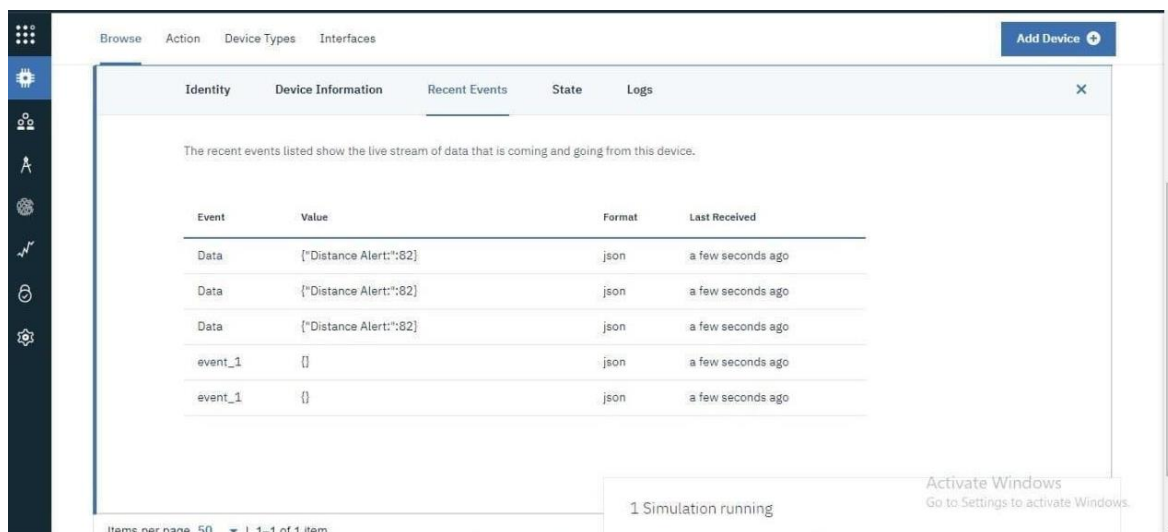 Browse Action Device Types Interfaces Add Device
Identity Device Information Recent Events State Logs
The recent events listed show the live stream of data that is coming and going from this device.
Event Value Format Last Received
Data {"Distance Alert:":82} json a few seconds ago
Data {"Distance Alert:":82} json a few seconds ago
Data {"Distance Alert:":82} json a few seconds ago
event_1 {} json a few seconds ago
event_1 {} json a few seconds ago
Activate Windows
1 Simulation running Go to Settings to activate Windows.
Items per page 50 | 1–1 of 1 item